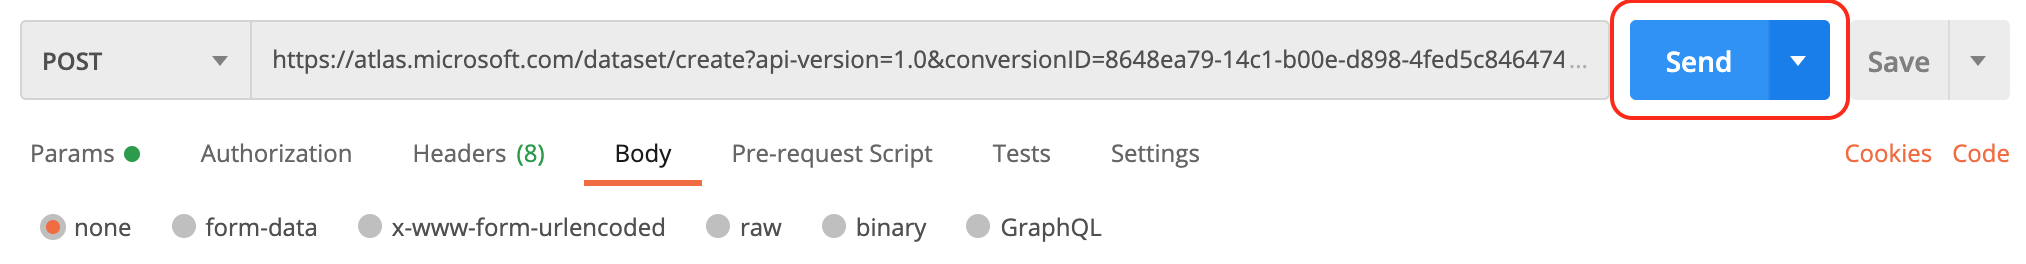 POST https://atlas.microsoft.com/dataset/create?api-version=1.0&conversionID=8648ea79-14c1-b00e-d898-4fed5c846474... Send Save
Params Authorization Headers (8) Body Pre-request Script Tests Settings Cookies Code
none form-data x-www-form-urlencoded raw binary GraphQL